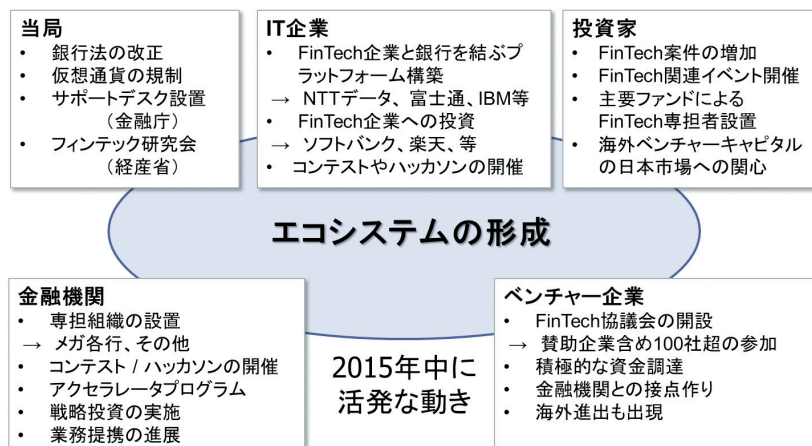 当局
• 銀行法の改正
• 仮想通貨の規制
• サポートデスク設置
（金融庁）
• フィンテック研究会
（経産省）
IT企業
• FinTech企業と銀行を結ぶプ
ラットフォーム構築
→ NTTデータ、富士通、IBM等
• FinTech企業への投資
→ ソフトバンク、楽天、等
• コンテストやハッカソンの開催
投資家
• FinTech案件の増加
• FinTech関連イベント開催
• 主要ファンドによる
FinTech専担者設置
• 海外ベンチャーキャピタル
の日本市場への関心
エコシステムの形成
金融機関
• 専担組織の設置
→ メガ各行、その他
• コンテスト / ハッカソンの開催
• アクセラレータプログラム
• 戦略投資の実施
• 業務提携の進展
2015年中に
活発な動き
ベンチャー企業
• FinTech協議会の開設
→ 賛助企業含め100社超の参加
• 積極的な資金調達
• 金融機関との接点作り
• 海外進出も出現